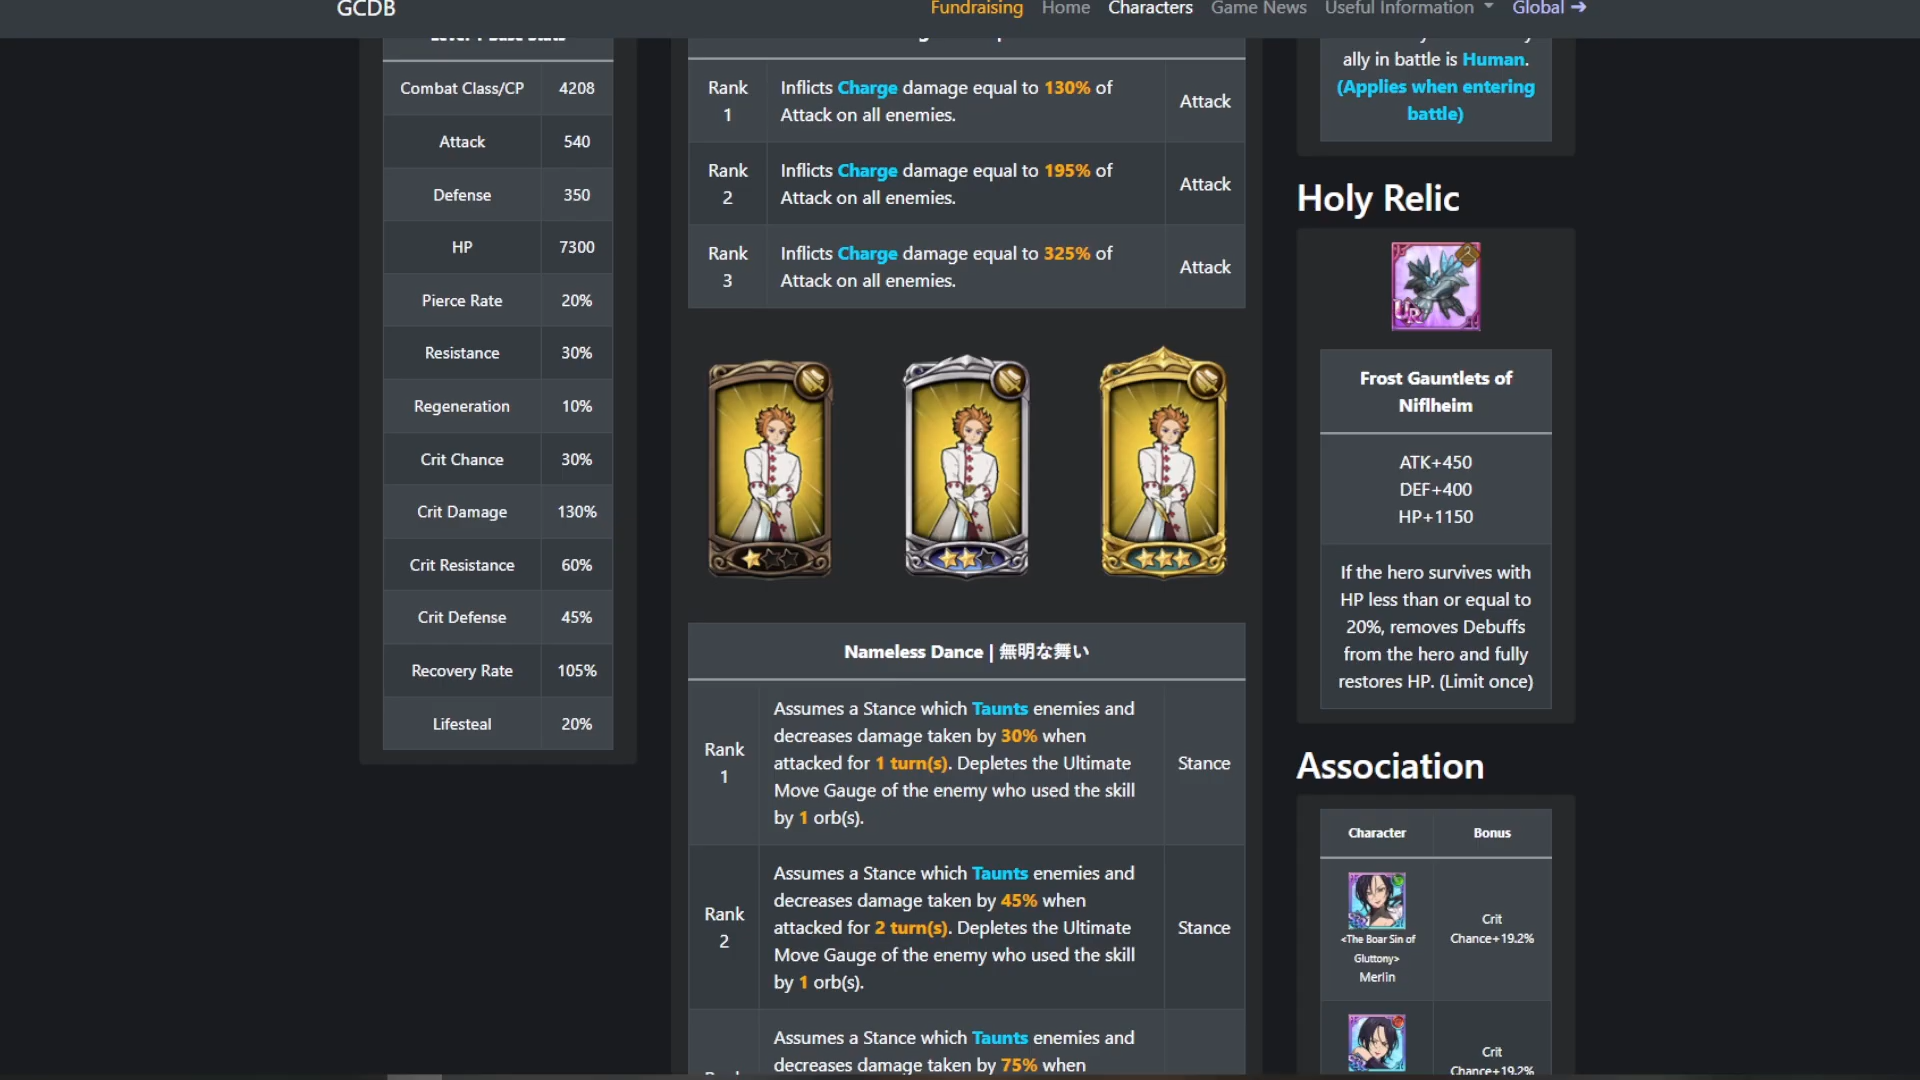 GCDB
Fundraising Home Characters Game News Useful Information Global ➔
Level 1 Base Stats
Combat Class/CP 4208
Attack 540
Defense 350
HP 7300
Pierce Rate 20%
Resistance 30%
Regeneration 10%
Crit Chance 30%
Crit Damage 130%
Crit Resistance 60%
Crit Defense 45%
Recovery Rate 105%
Lifesteal 20%
Rank 1
Inflicts Charge damage equal to 130% of
Attack on all enemies.
Attack
Rank 2
Inflicts Charge damage equal to 195% of
Attack on all enemies.
Attack
Rank 3
Inflicts Charge damage equal to 325% of
Attack on all enemies.
Attack
Nameless Dance | 無明な舞い
Rank 1
Assumes a Stance which Taunts enemies and
decreases damage taken by 30% when
attacked for 1 turn(s). Depletes the Ultimate
Move Gauge of the enemy who used the skill
by 1 orb(s).
Stance
Rank 2
Assumes a Stance which Taunts enemies and
decreases damage taken by 45% when
attacked for 2 turn(s). Depletes the Ultimate
Move Gauge of the enemy who used the skill
by 1 orb(s).
Stance
Assumes a Stance which Taunts enemies and
decreases damage taken by 75% when
ally in battle is Human.
(Applies when entering
battle)
Holy Relic
UR
Frost Gauntlets of
Niflheim
ATK+450
DEF+400
HP+1150
If the hero survives with
HP less than or equal to
20%, removes Debuffs
from the hero and fully
restores HP. (Limit once)
Association
Character Bonus
<The Boar Sin of
Gluttony>
Merlin
Crit
Chance+19.2%
Crit
Chance+19.2%